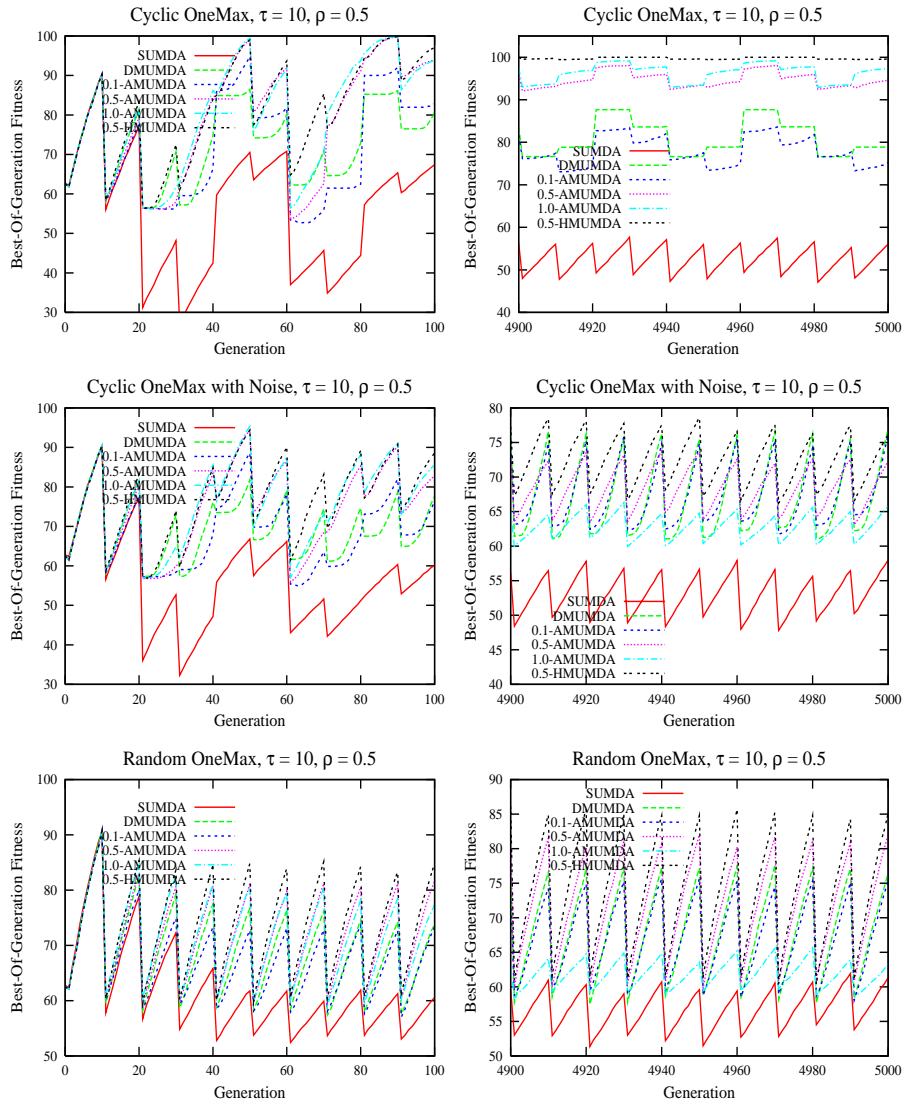 Cyclic OneMax, τ = 10, ρ = 0.5
Best-Of-Generation Fitness
100
90
80
70
60
50
40
30
SUMDA
DMUMDA
0.1-AMUMDA
0.5-AMUMDA
1.0-AMUMDA
0.5-HMUMDA
0 20 40 60 80 100
Generation
Cyclic OneMax, τ = 10, ρ = 0.5
Best-Of-Generation Fitness
100
90
80
70
60
50
40
SUMDA
DMUMDA
0.1-AMUMDA
0.5-AMUMDA
1.0-AMUMDA
0.5-HMUMDA
4900 4920 4940 4960 4980 5000
Generation
Cyclic OneMax with Noise, τ = 10, ρ = 0.5
Best-Of-Generation Fitness
100
90
80
70
60
50
40
30
SUMDA
DMUMDA
0.1-AMUMDA
0.5-AMUMDA
1.0-AMUMDA
0.5-HMUMDA
0 20 40 60 80 100
Generation
Cyclic OneMax with Noise, τ = 10, ρ = 0.5
Best-Of-Generation Fitness
80
75
70
65
60
55
50
45
40
SUMDA
DMUMDA
0.1-AMUMDA
0.5-AMUMDA
1.0-AMUMDA
0.5-HMUMDA
4900 4920 4940 4960 4980 5000
Generation
Random OneMax, τ = 10, ρ = 0.5
Best-Of-Generation Fitness
100
90
80
70
60
50
SUMDA
DMUMDA
0.1-AMUMDA
0.5-AMUMDA
1.0-AMUMDA
0.5-HMUMDA
0 20 40 60 80 100
Generation
Random OneMax, τ = 10, ρ = 0.5
Best-Of-Generation Fitness
90
85
80
75
70
65
60
55
50
SUMDA
DMUMDA
0.1-AMUMDA
0.5-AMUMDA
1.0-AMUMDA
0.5-HMUMDA
4900 4920 4940 4960 4980 5000
Generation